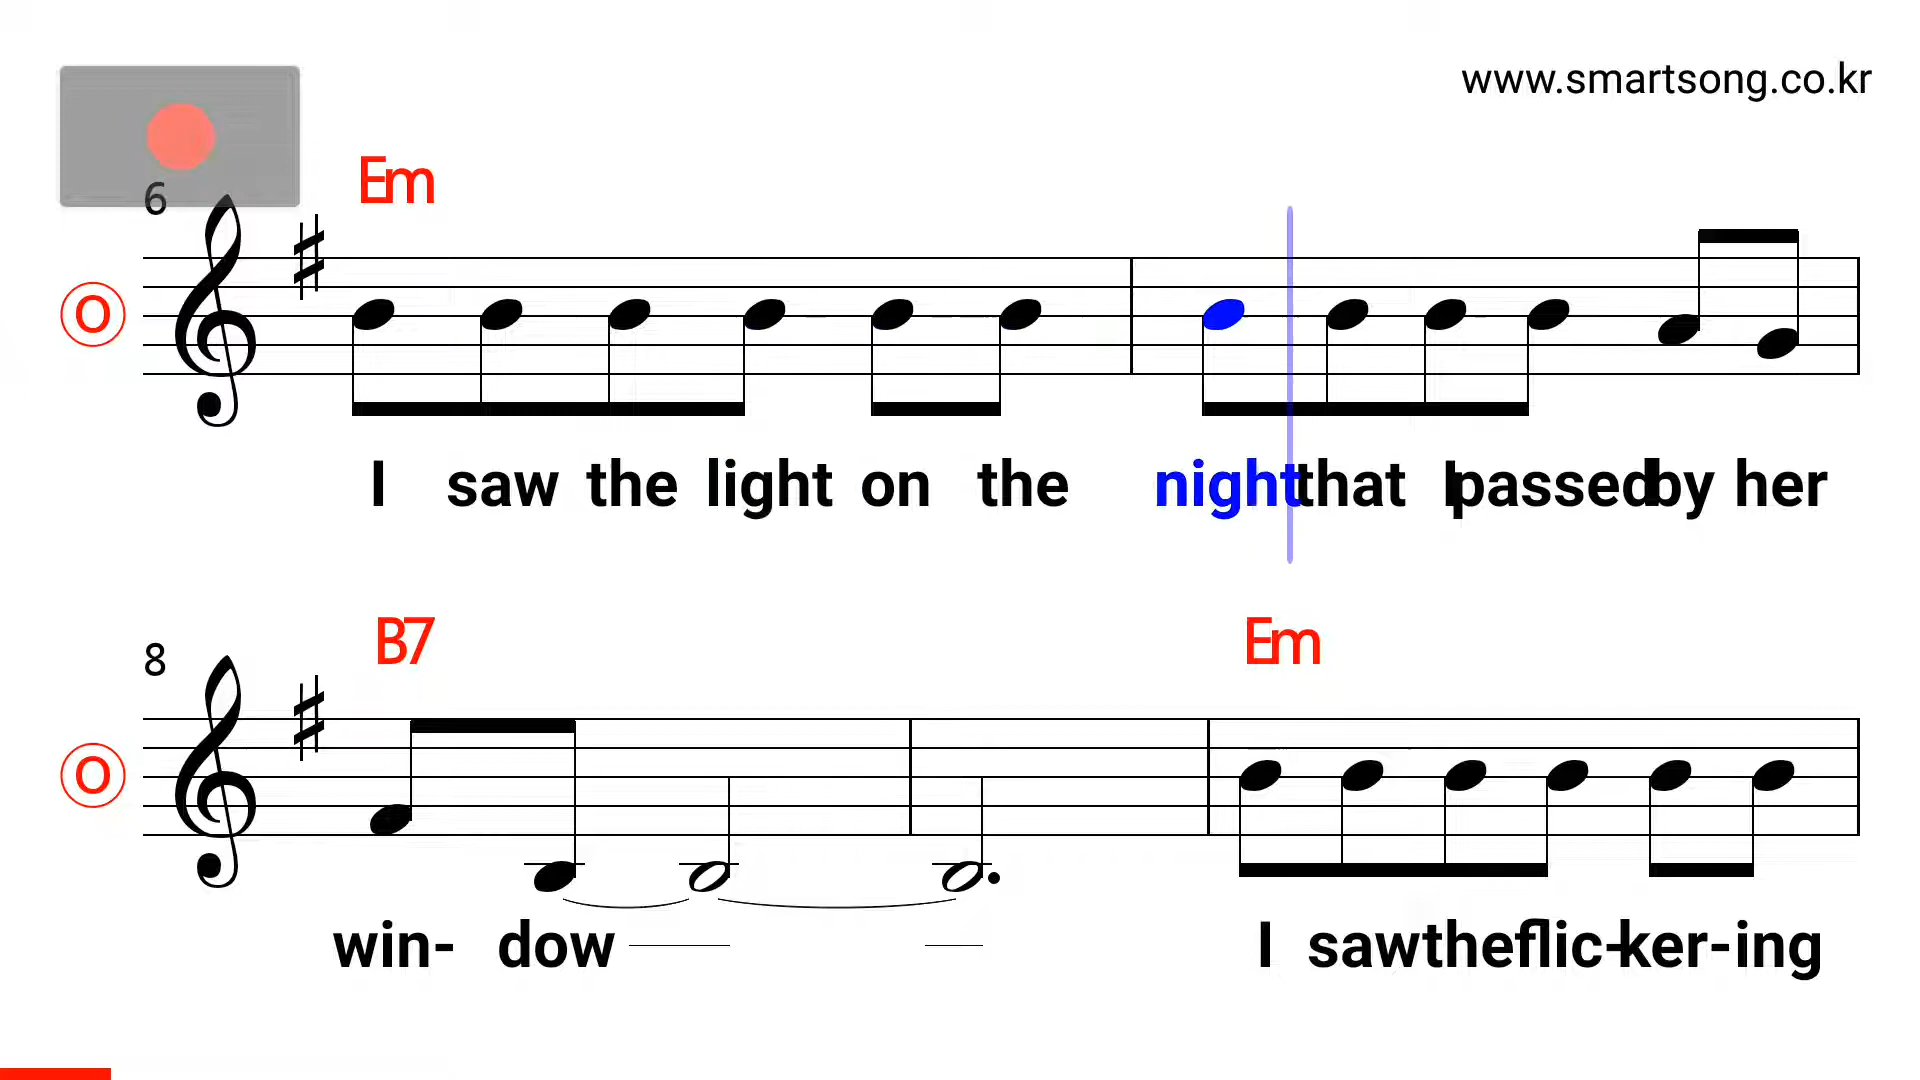 www.smartsong.co.kr
6 Em
O
I saw the light on the night that I passed by her
8 B7 Em
O
win- dow I saw the flic-ker-ing